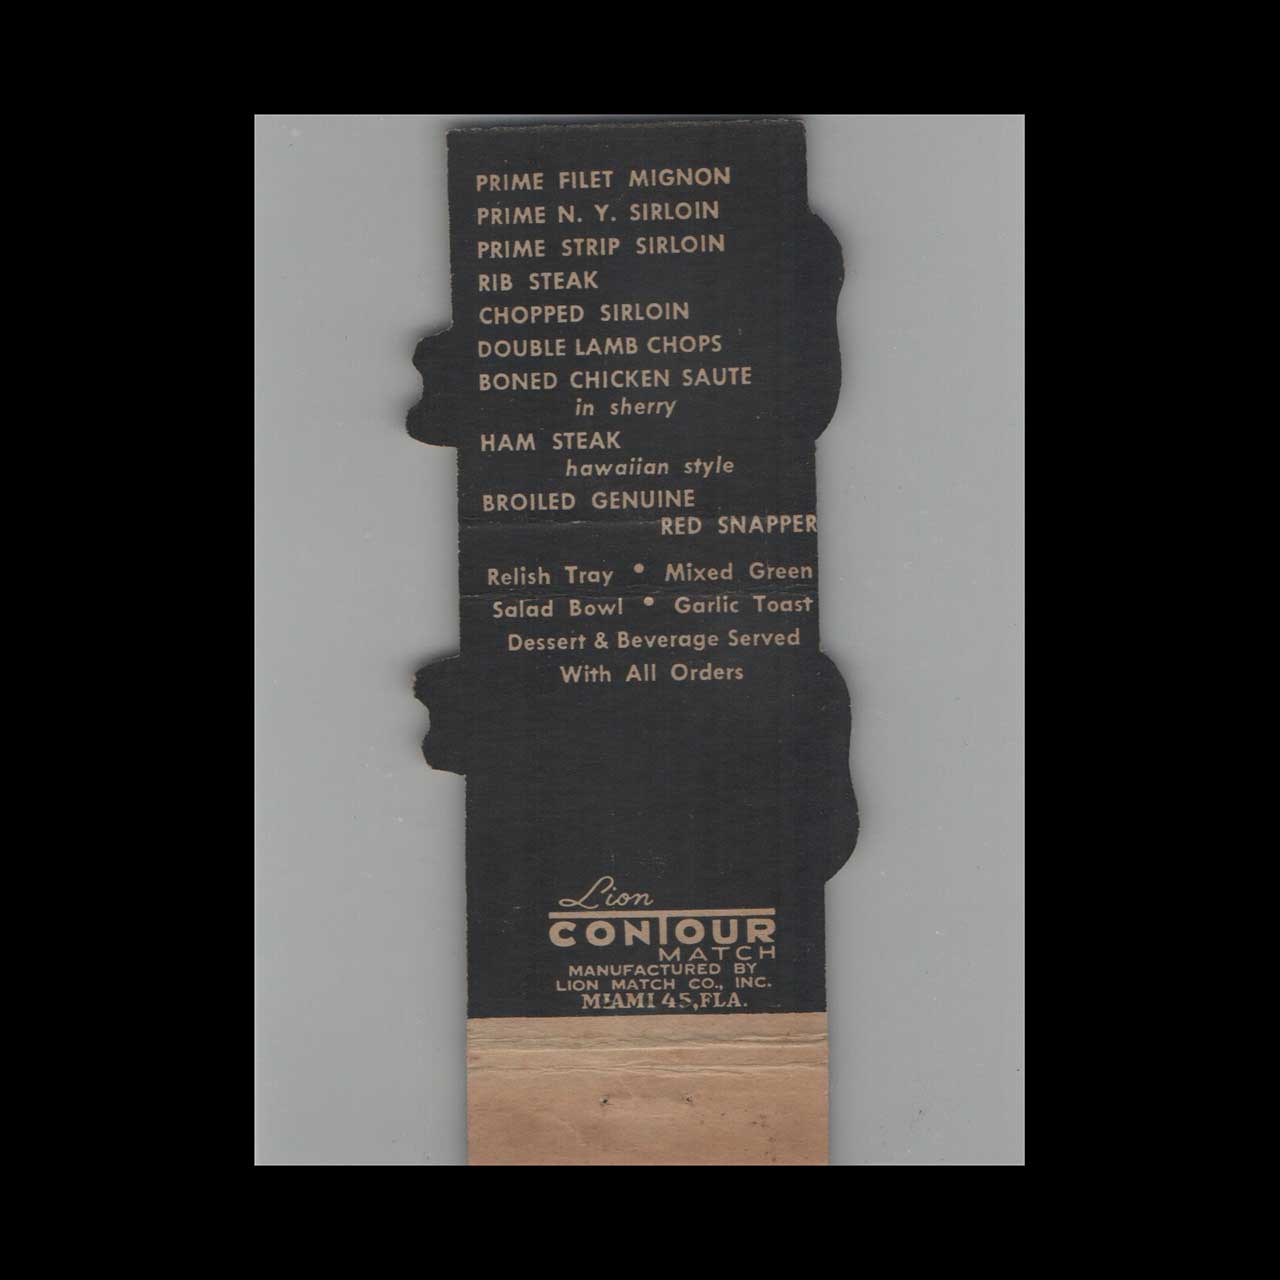 PRIME FILET MIGNON
PRIME N. Y. SIRLOIN
PRIME STRIP SIRLOIN
RIB STEAK
CHOPPED SIRLOIN
DOUBLE LAMB CHOPS
BONED CHICKEN SAUTE
in sherry
HAM STEAK
hawaiian style
BROILED GENUINE
RED SNAPPER
Relish Tray • Mixed Green
Salad Bowl • Garlic Toast
Dessert & Beverage Served
With All Orders
Lion
CONTOUR
MATCH
MANUFACTURED BY
LION MATCH CO., INC.
MIAMI 45, FLA.